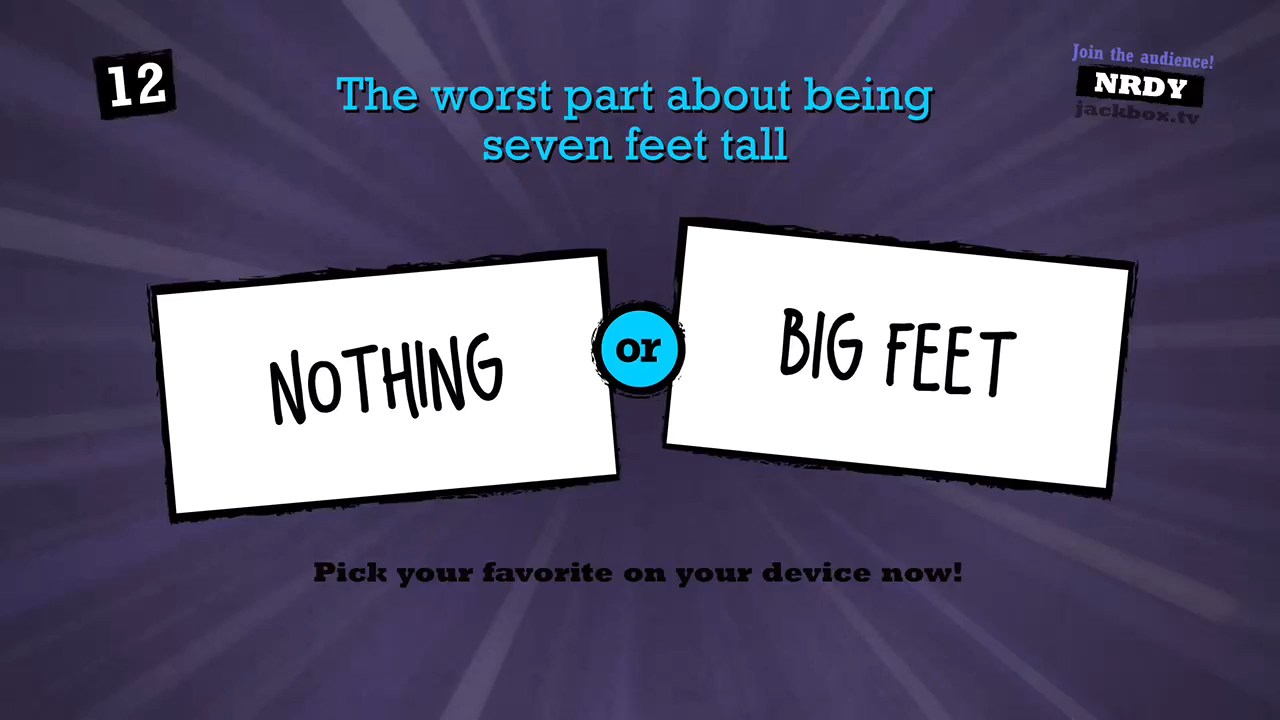 12
The worst part about being
seven feet tall
Join the audience!
NRDY
jackbox.tv
NOTHING
or
BIG FEET
Pick your favorite on your device now!